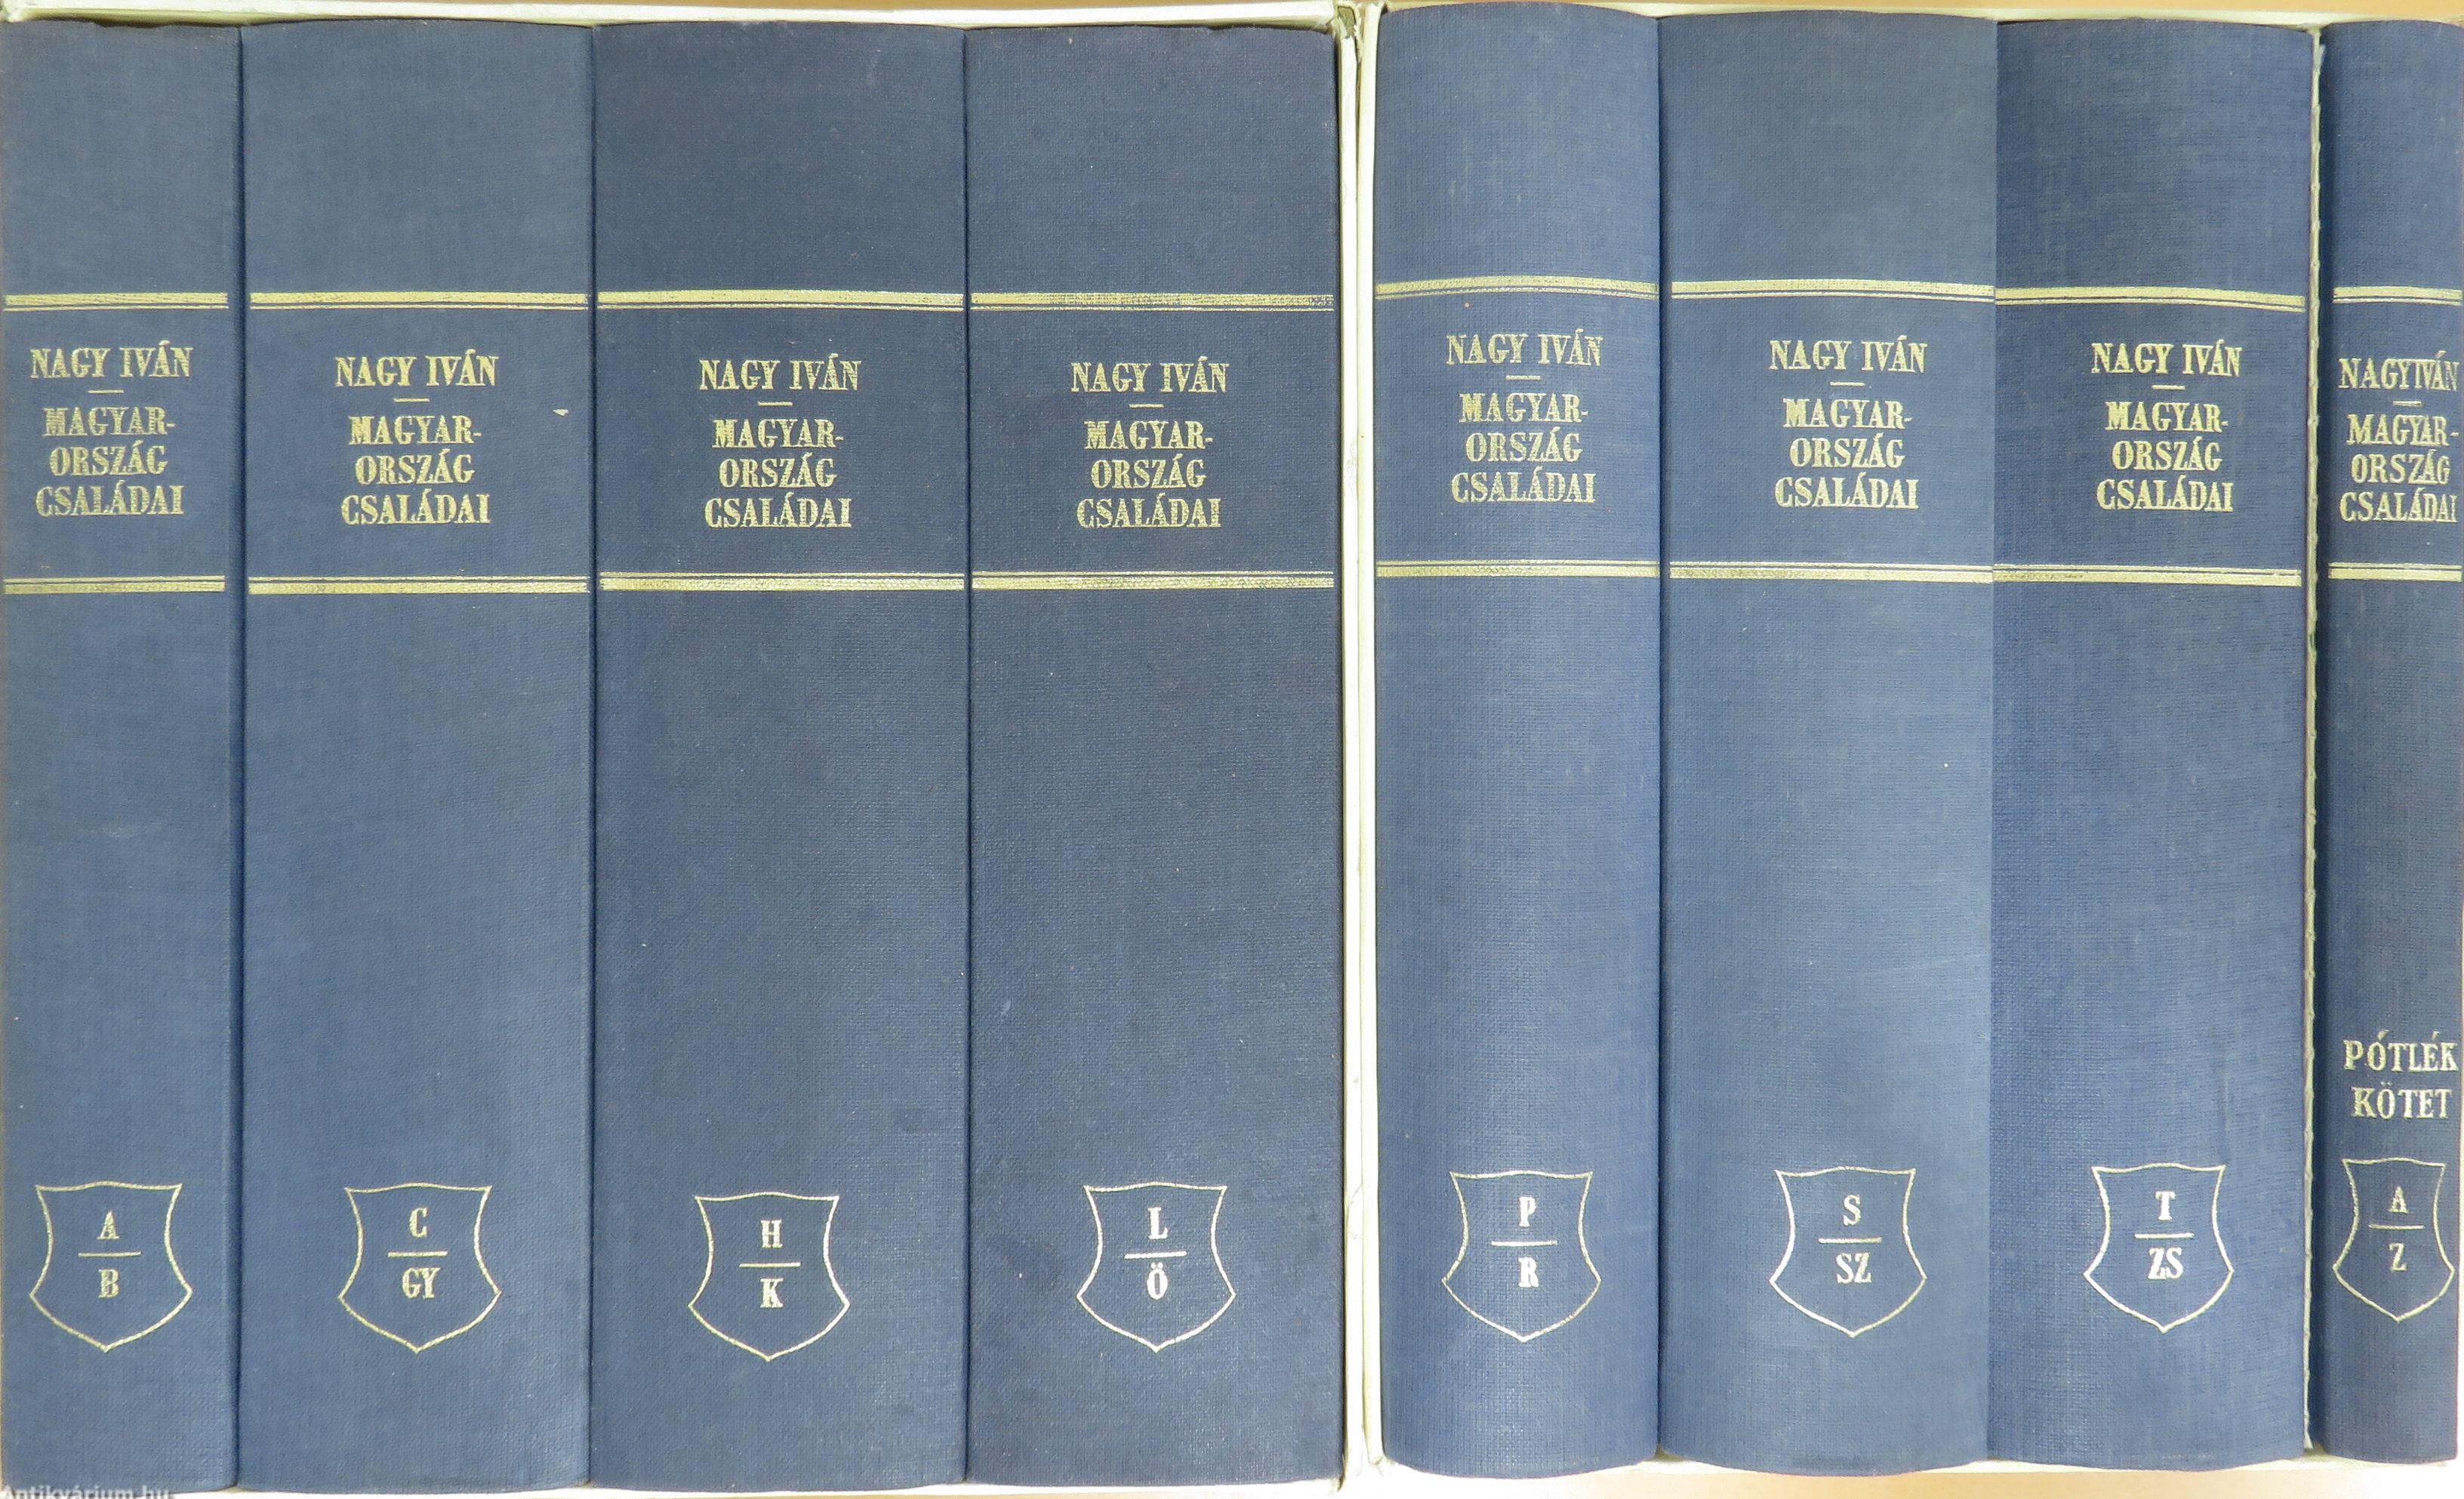 NAGY IVÁN
MAGYAR-
ORSZÁG
CSALÁDAI
A
B
NAGY IVÁN
MAGYAR-
ORSZÁG
CSALÁDAI
C
GY
NAGY IVÁN
MAGYAR-
ORSZÁG
CSALÁDAI
H
K
NAGY IVÁN
MAGYAR-
ORSZÁG
CSALÁDAI
L
Ö
NAGY IVÁN
MAGYAR-
ORSZÁG
CSALÁDAI
P
R
NAGY IVÁN
MAGYAR-
ORSZÁG
CSALÁDAI
S
SZ
NAGY IVÁN
MAGYAR-
ORSZÁG
CSALÁDAI
T
ZS
NAGY IVÁN
MAGYAR-
ORSZÁG
CSALÁDAI
PÓTLÉK
KÖTET
A
Z
Antikvárium.hu